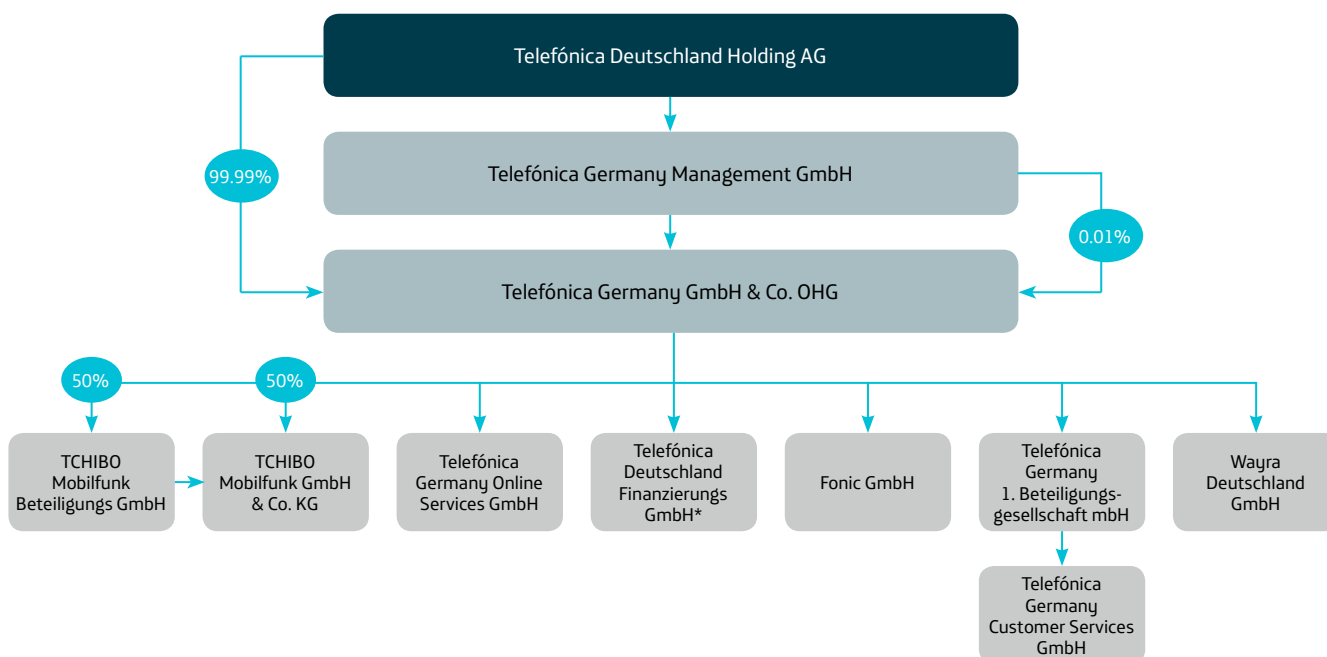 Telefónica Deutschland Holding AG
99.99%
Telefónica Germany Management GmbH
0.01%
Telefónica Germany GmbH & Co. OHG
50%
50%
TCHIBO
Mobilfunk
Beteiligungs GmbH
TCHIBO
Mobilfunk GmbH
& Co. KG
Telefónica
Germany Online
Services GmbH
Telefónica
Deutschland
Finanzierungs
GmbH*
Fonic GmbH
Telefónica
Germany
1. Beteiligungs-
gesellschaft mbH
Wayra
Deutschland
GmbH
Telefónica
Germany
Customer Services
GmbH